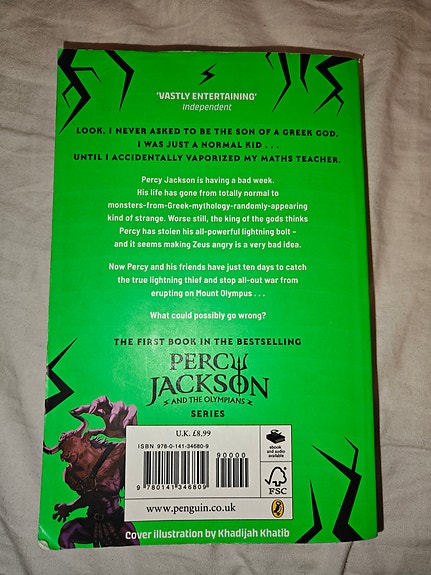 'VASTLY ENTERTAINING'
Independent
LOOK, I NEVER ASKED TO BE THE SON OF A GREEK GOD.
I WAS JUST A NORMAL KID . . .
UNTIL I ACCIDENTALLY VAPORIZED MY MATHS TEACHER.
Percy Jackson is having a bad week.
His life has gone from totally normal to
monsters-from-Greek-mythology-randomly-appearing
kind of strange. Worse still, the king of the gods thinks
Percy has stolen his all-powerful lightning bolt –
and it seems making Zeus angry is a very bad idea.
Now Percy and his friends have just ten days to catch
the true lightning thief and stop all-out war from
erupting on Mount Olympus . . .
What could possibly go wrong?
THE FIRST BOOK IN THE BESTSELLING
PERCY
JACKSON
AND THE OLYMPIANS
SERIES
U.K. £8.99
ISBN 978-0-141-34680-9
90000
9 780141 346809
www.penguin.co.uk
ebook
and audio
available
FSC
Cover illustration by Khadijah Khatib